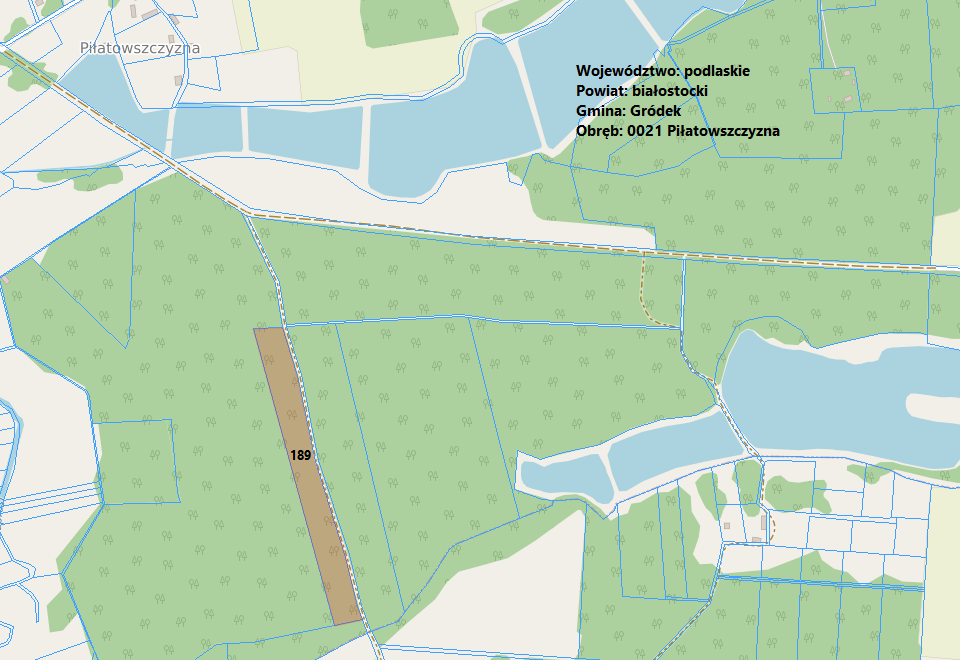 Piłatowszczyzna
Województwo: podlaskie
Powiat: białostocki
Gmina: Gródek
Obręb: 0021 Piłatowszczyzna
189